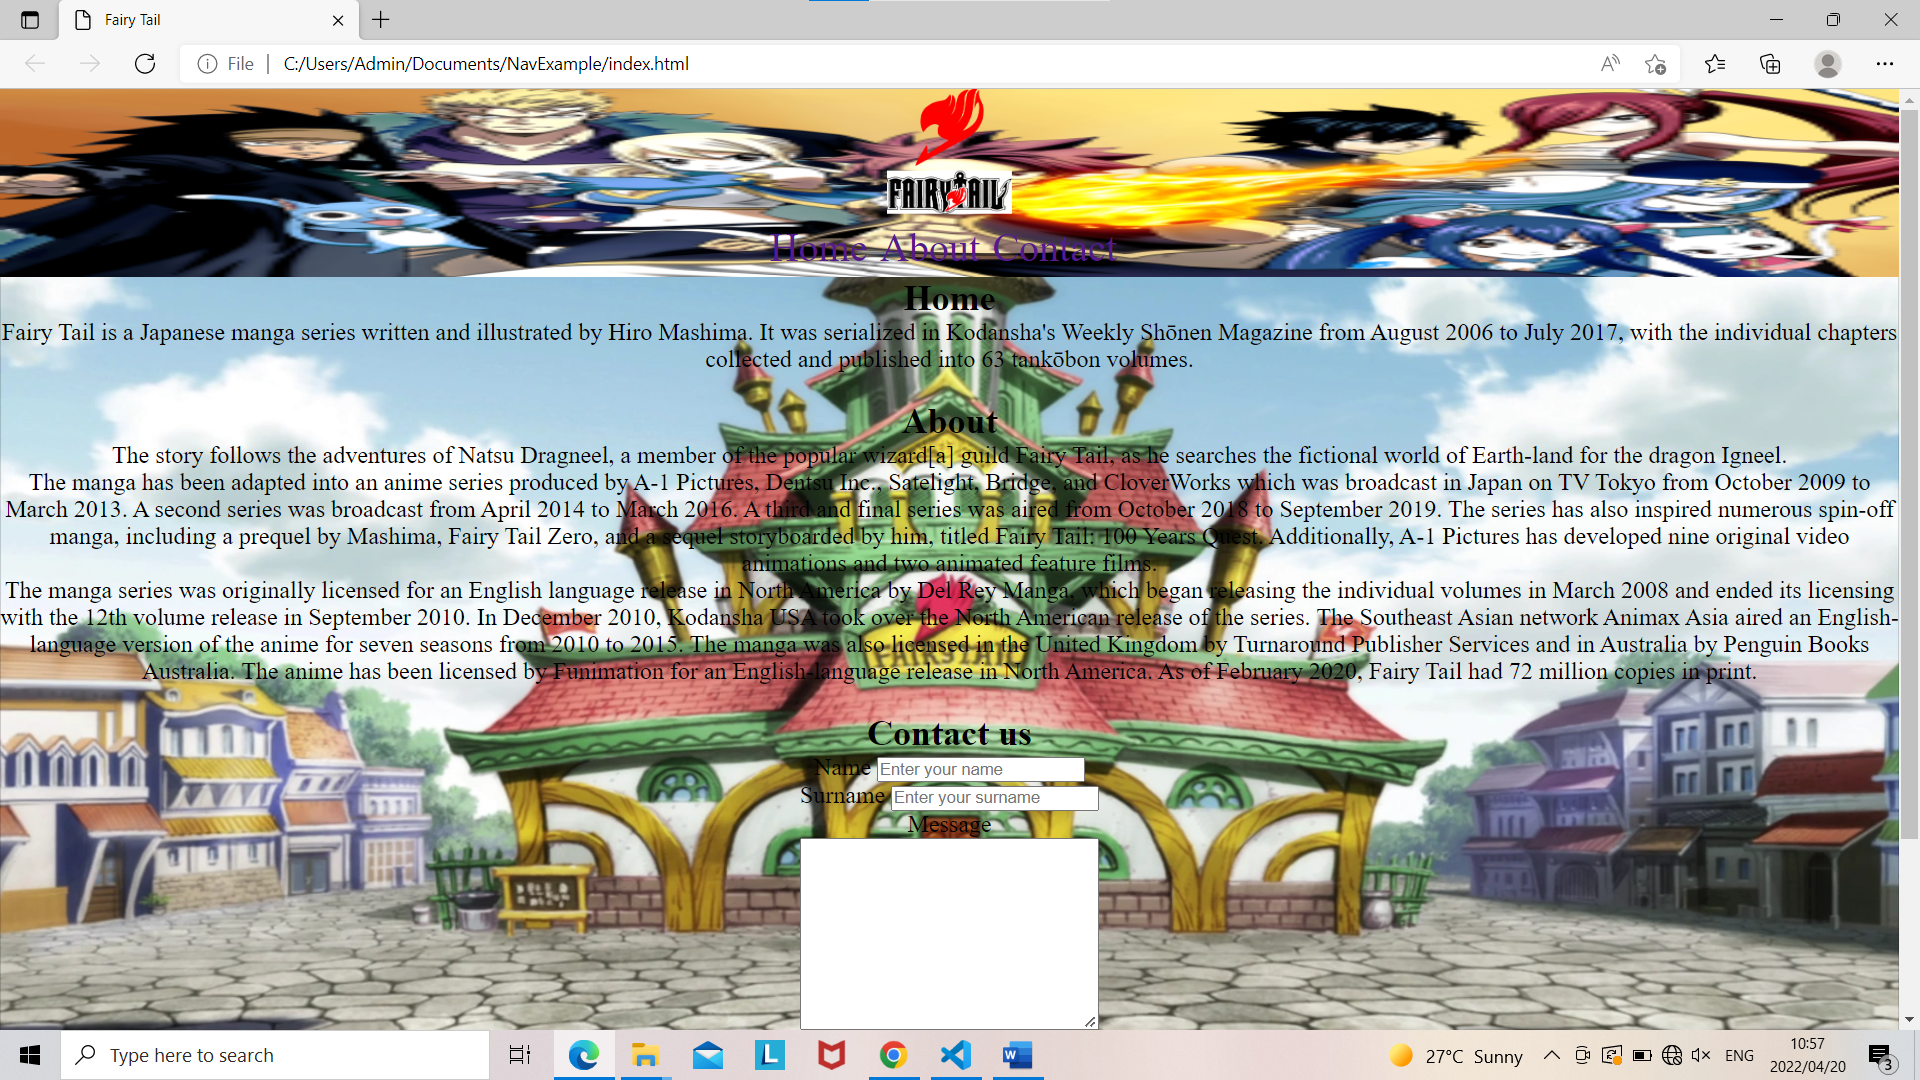 Fairy Tail
File
C:/Users/Admin/Documents/NavExample/index.html
FAIRY TAIL
Home About Contact
Home
Fairy Tail is a Japanese manga series written and illustrated by Hiro Mashima. It was serialized in Kodansha's Weekly Shōnen Magazine from August 2006 to July 2017, with the individual chapters
collected and published into 63 tankōbon volumes.
About
The story follows the adventures of Natsu Dragneel, a member of the popular wizard[a] guild Fairy Tail, as he searches the fictional world of Earth-land for the dragon Igneel.
The manga has been adapted into an anime series produced by A-1 Pictures, Dentsu Inc., Satelight, Bridge, and CloverWorks which was broadcast in Japan on TV Tokyo from October 2009 to
March 2013. A second series was broadcast from April 2014 to March 2016. A third and final series was aired from October 2018 to September 2019. The series has also inspired numerous spin-off
manga, including a prequel by Mashima, Fairy Tail Zero, and a sequel storyboarded by him, titled Fairy Tail: 100 Years Quest. Additionally, A-1 Pictures has developed nine original video
animations and two animated feature films.
The manga series was originally licensed for an English language release in North America by Del Rey Manga, which began releasing the individual volumes in March 2008 and ended its licensing
with the 12th volume release in September 2010. In December 2010, Kodansha USA took over the North American release of the series. The Southeast Asian network Animax Asia aired an English-
language version of the anime for seven seasons from 2010 to 2015. The manga was also licensed in the United Kingdom by Turnaround Publisher Services and in Australia by Penguin Books
Australia. The anime has been licensed by Funimation for an English-language release in North America. As of February 2020, Fairy Tail had 72 million copies in print.
Contact us
Name Enter your name
Surname Enter your surname
Message
Type here to search
27°C Sunny
ENG
10:57
2022/04/20
3